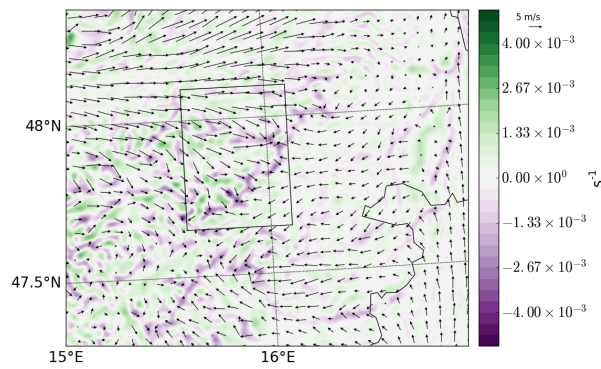 5 m/s
4.00 × 10⁻³
2.67 × 10⁻³
1.33 × 10⁻³
0.00 × 10⁰
−1.33 × 10⁻³
−2.67 × 10⁻³
−4.00 × 10⁻³
s⁻¹
48°N
47.5°N
15°E
16°E